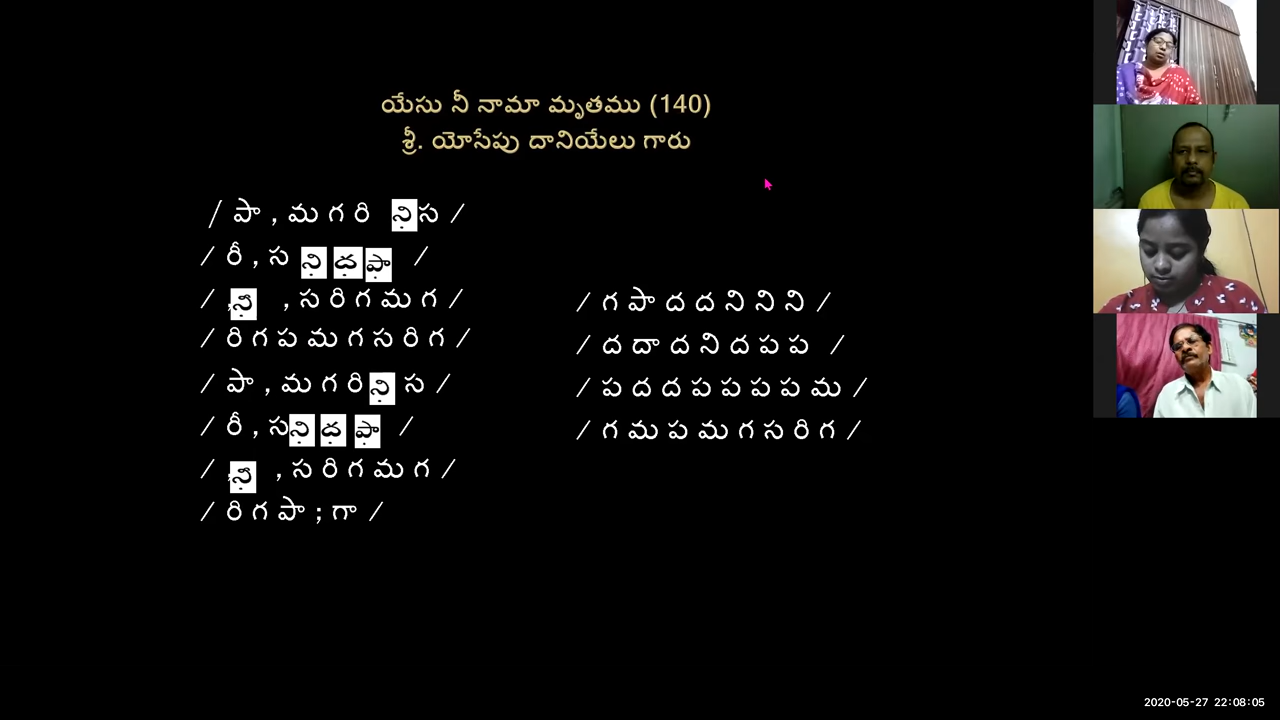 యేసు నీ నామా మృతము (140)
శ్రీ. యోసేపు దానియేలు గారు
/ పా , మ గ రి ని़స /
/ రీ , స ని़ ద़ పా़ /
/ , నీ़ , స రి గ మ గ /
/ రి గ ప మ గ స రి గ /
/ పా , మ గ రి ని़ స /
/ రీ , స ని़ ద़ పా़ /
/ , నీ़ , స రి గ మ గ /
/ రి గ పా ; గా /
/ గ పా ద ద ని ని ని /
/ ద దా ద ని ద ప ప /
/ ప ద ద ప ప ప ప మ /
/ గ మ ప మ గ స రి గ /
2020-05-27 22:08:05